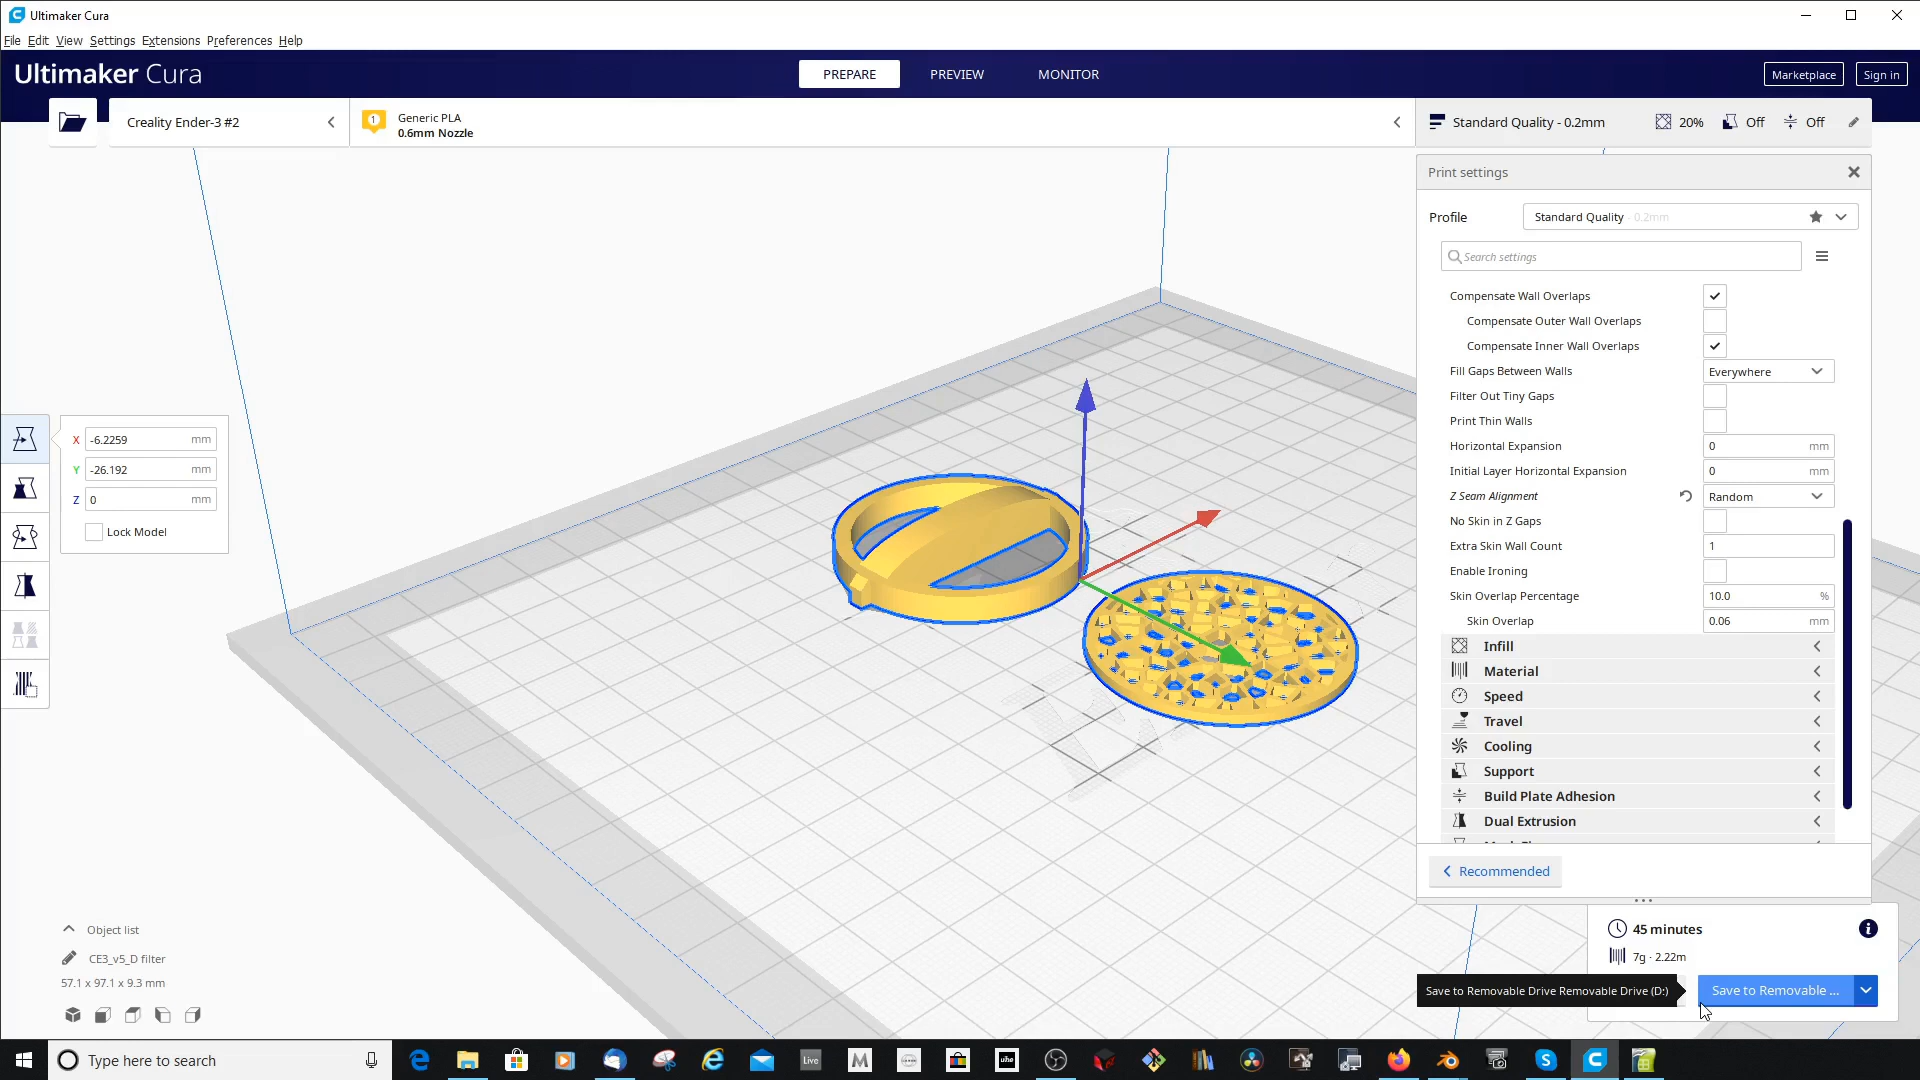 Ultimaker Cura
File Edit View Settings Extensions Preferences Help
Ultimaker Cura
PREPARE
PREVIEW
MONITOR
Marketplace
Sign in
Creality Ender-3 #2
1
Generic PLA
0.6mm Nozzle
Standard Quality - 0.2mm
20%
Off
Off
Print settings
Profile
Standard Quality - 0.2mm
Search settings
Compensate Wall Overlaps
Compensate Outer Wall Overlaps
Compensate Inner Wall Overlaps
Fill Gaps Between Walls Everywhere
Filter Out Tiny Gaps
Print Thin Walls
Horizontal Expansion 0 mm
Initial Layer Horizontal Expansion 0 mm
Z Seam Alignment Random
No Skin in Z Gaps
Extra Skin Wall Count 1
Enable Ironing
Skin Overlap Percentage 10.0 %
Skin Overlap 0.06 mm
Infill
Material
Speed
Travel
Cooling
Support
Build Plate Adhesion
Dual Extrusion
Recommended
X -6.2259 mm
Y -26.192 mm
Z 0 mm
Lock Model
Object list
CE3_v5_D filter
57.1 x 97.1 x 9.3 mm
45 minutes
7g · 2.22m
Save to Removable Drive Removable Drive (D:)
Save to Removable ...
Type here to search
Live
M
uhe